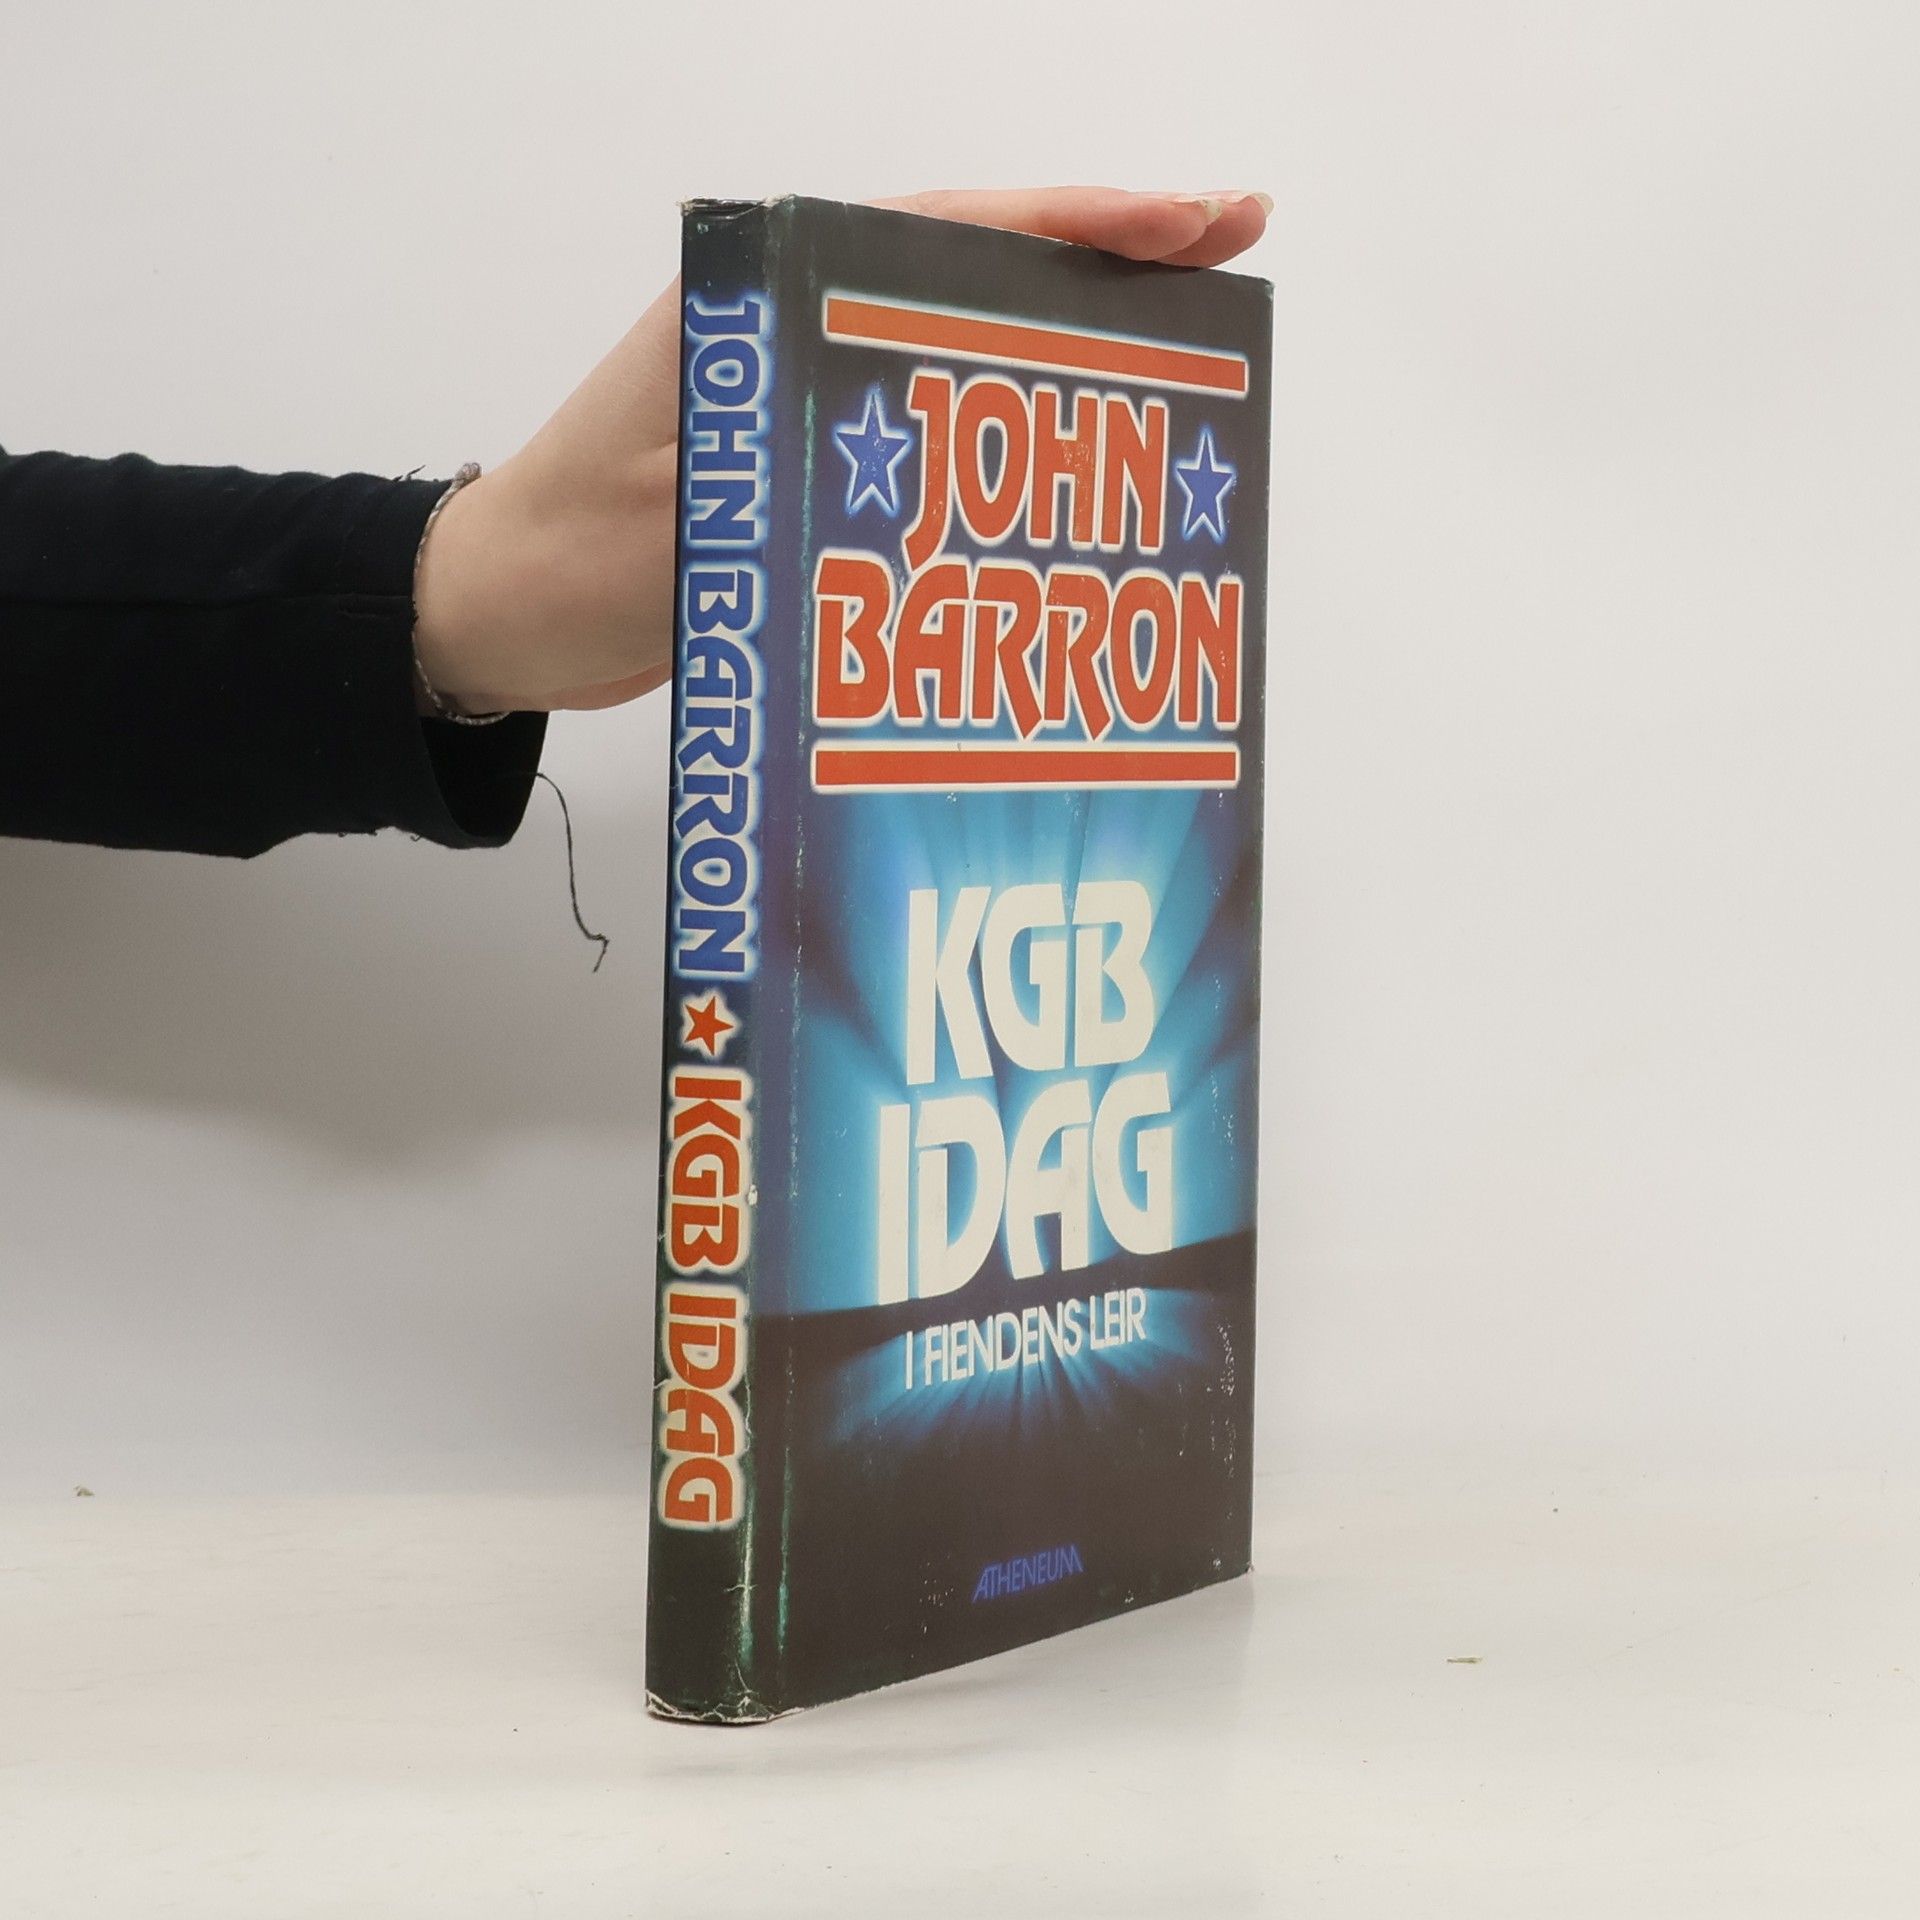 JOHN BARRON ★ KGB IDAG
JOHN
BARRON
KGB
IDAG
I FIENDENS LEIR
ATHENEUM